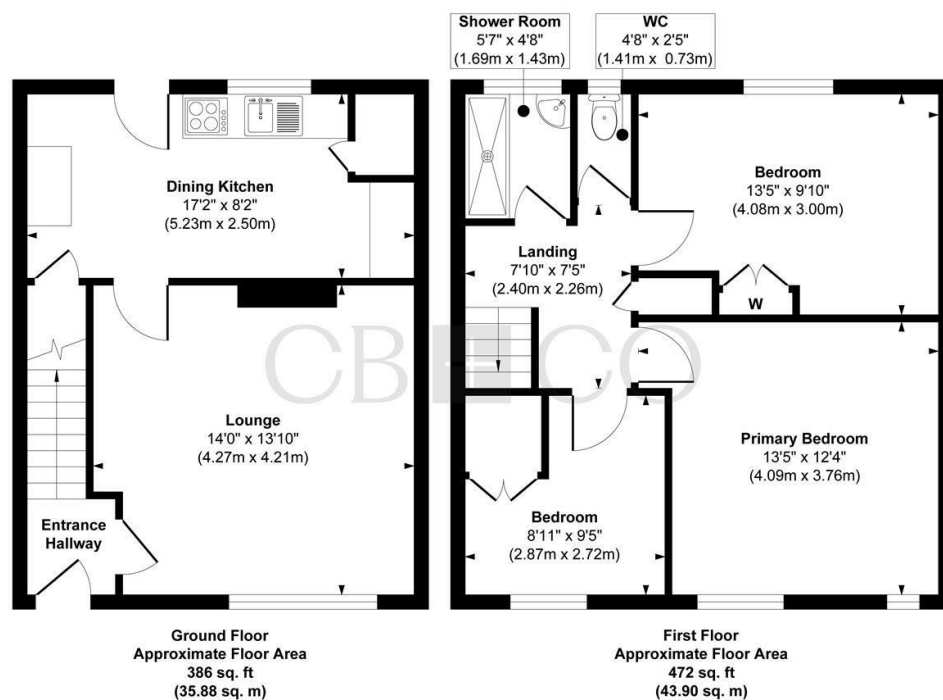 Shower Room
5'7" x 4'8"
(1.69m x 1.43m)
WC
4'8" x 2'5"
(1.41m x 0.73m)
Dining Kitchen
17'2" x 8'2"
(5.23m x 2.50m)
Bedroom
13'5" x 9'10"
(4.08m x 3.00m)
Landing
7'10" x 7'5"
(2.40m x 2.26m)
W
CB CO
Lounge
14'0" x 13'10"
(4.27m x 4.21m)
Primary Bedroom
13'5" x 12'4"
(4.09m x 3.76m)
Entrance
Hallway
Bedroom
8'11" x 9'5"
(2.87m x 2.72m)
Ground Floor
Approximate Floor Area
386 sq. ft
(35.88 sq. m)
First Floor
Approximate Floor Area
472 sq. ft
(43.90 sq. m)